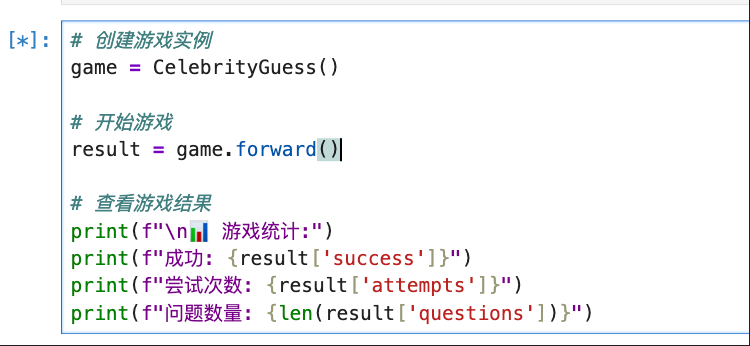 [*]:
# 创建游戏实例
game = CelebrityGuess()
# 开始游戏
result = game.forward()
# 查看游戏结果
print(f"\n📊 游戏统计:")
print(f"成功: {result['success']}")
print(f"尝试次数: {result['attempts']}")
print(f"问题数量: {len(result['questions'])}")